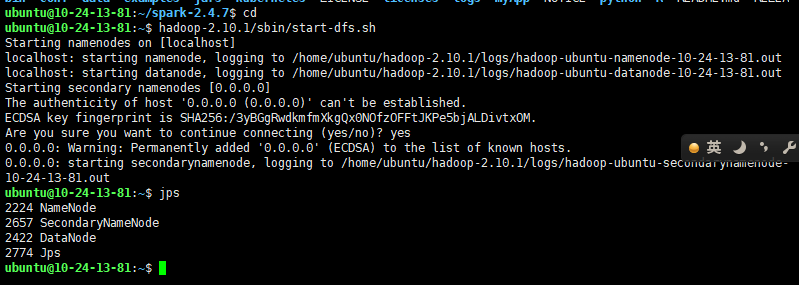 ubuntu@10-24-13-81:~/spark-2.4.7$ cd
ubuntu@10-24-13-81:~$ hadoop-2.10.1/sbin/start-dfs.sh
Starting namenodes on [localhost]
localhost: starting namenode, logging to /home/ubuntu/hadoop-2.10.1/logs/hadoop-ubuntu-namenode-10-24-13-81.out
localhost: starting datanode, logging to /home/ubuntu/hadoop-2.10.1/logs/hadoop-ubuntu-datanode-10-24-13-81.out
Starting secondary namenodes [0.0.0.0]
The authenticity of host '0.0.0.0 (0.0.0.0)' can't be established.
ECDSA key fingerprint is SHA256:/3yBGgRwdkmfmXkgQx0NOfzOFFtJKPe5bjALDivtxOM.
Are you sure you want to continue connecting (yes/no)? yes
英
0.0.0.0: Warning: Permanently added '0.0.0.0' (ECDSA) to the list of known hosts.
0.0.0.0: starting secondarynamenode, logging to /home/ubuntu/hadoop-2.10.1/logs/hadoop-ubuntu-secondarynamenode-
10-24-13-81.out
ubuntu@10-24-13-81:~$ jps
2224 NameNode
2657 SecondaryNameNode
2422 DataNode
2774 Jps
ubuntu@10-24-13-81:~$